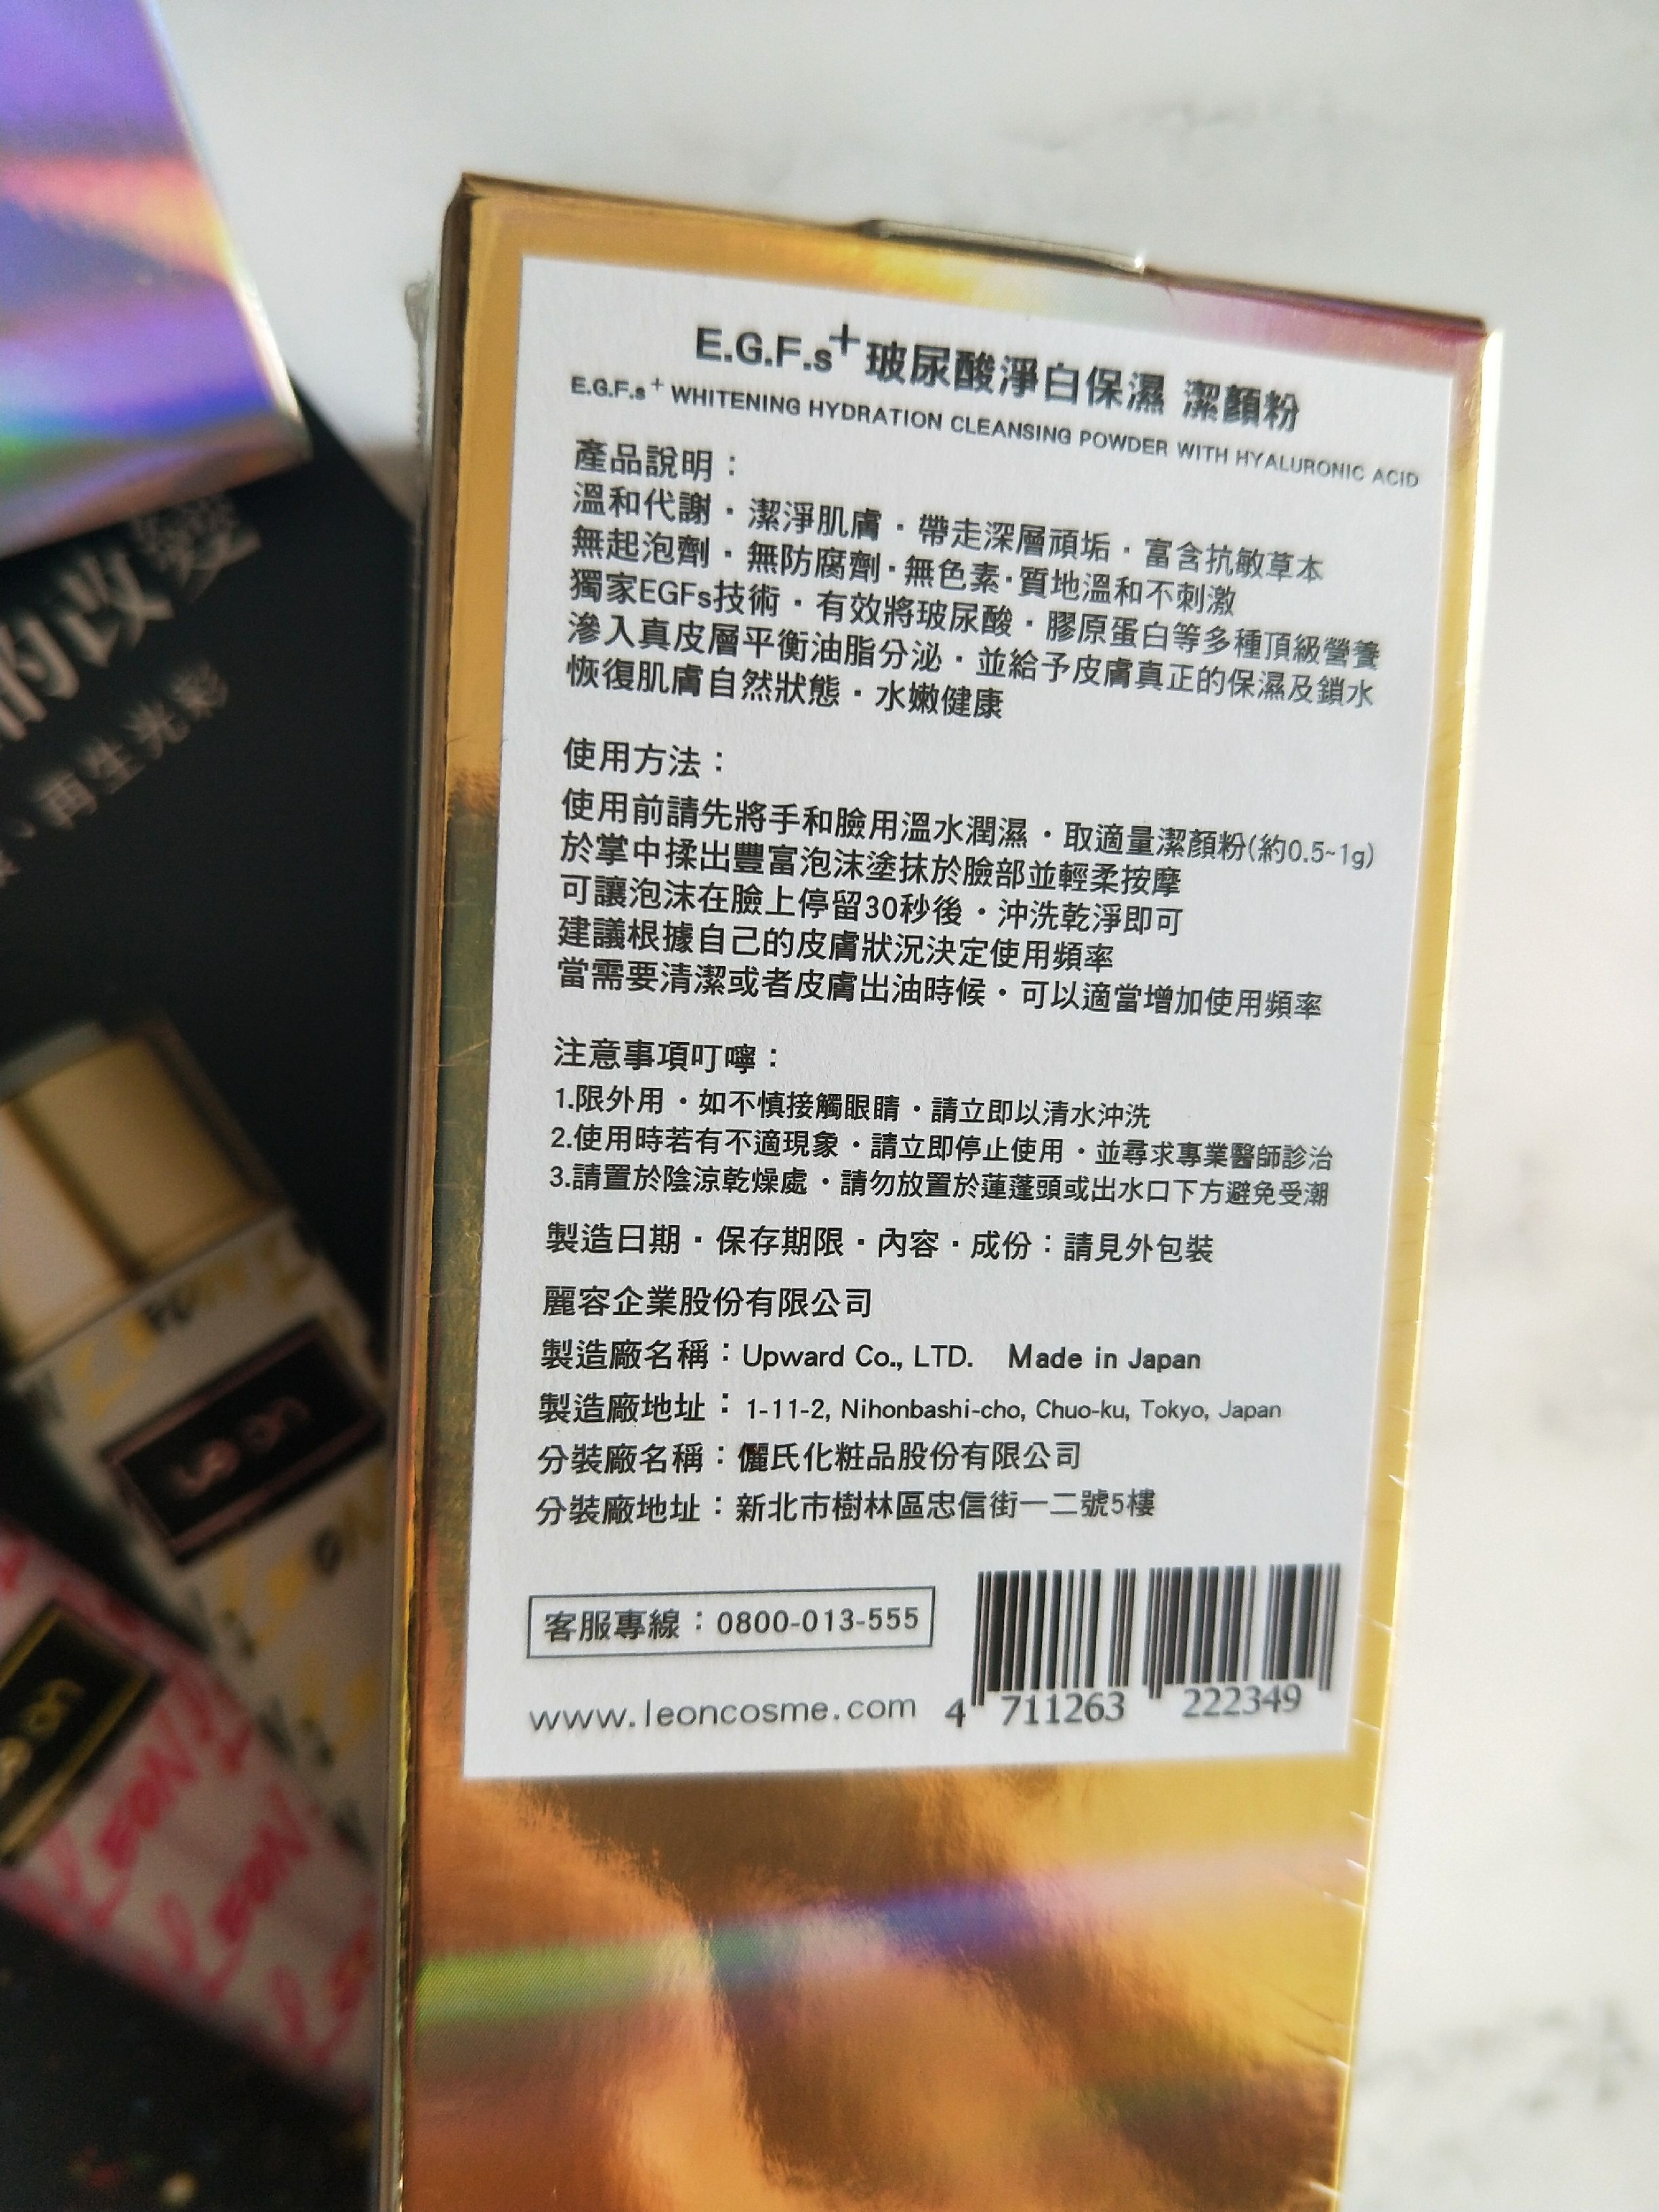 E.G.F.s⁺玻尿酸淨白保濕 潔顏粉
E.G.F.s⁺ WHITENING HYDRATION CLEANSING POWDER WITH HYALURONIC ACID
產品說明：
溫和代謝・潔淨肌膚・帶走深層頑垢・富含抗敏草本
無起泡劑・無防腐劑・無色素・質地溫和不刺激
獨家EGFs技術・有效將玻尿酸・膠原蛋白等多種頂級營養
滲入真皮層平衡油脂分泌・並給予皮膚真正的保濕及鎖水
恢復肌膚自然狀態・水嫩健康
使用方法：
使用前請先將手和臉用溫水潤濕・取適量潔顏粉(約0.5~1g)
於掌中揉出豐富泡沫塗抹於臉部並輕柔按摩
可讓泡沫在臉上停留30秒後・沖洗乾淨即可
建議根據自己的皮膚狀況決定使用頻率
當需要清潔或者皮膚出油時候・可以適當增加使用頻率
注意事項叮嚀：
1.限外用・如不慎接觸眼睛・請立即以清水沖洗
2.使用時若有不適現象・請立即停止使用・並尋求專業醫師診治
3.請置於陰涼乾燥處・請勿放置於蓮蓬頭或出水口下方避免受潮
製造日期・保存期限・內容・成份：請見外包裝
麗容企業股份有限公司
製造廠名稱：Upward Co., LTD. Made in Japan
製造廠地址：1-11-2, Nihonbashi-cho, Chuo-ku, Tokyo, Japan
分裝廠名稱：儷氏化粧品股份有限公司
分裝廠地址：新北市樹林區忠信街一二號5樓
客服專線：0800-013-555
www.leoncosme.com
4 711263 222349
的改變
再生光彩